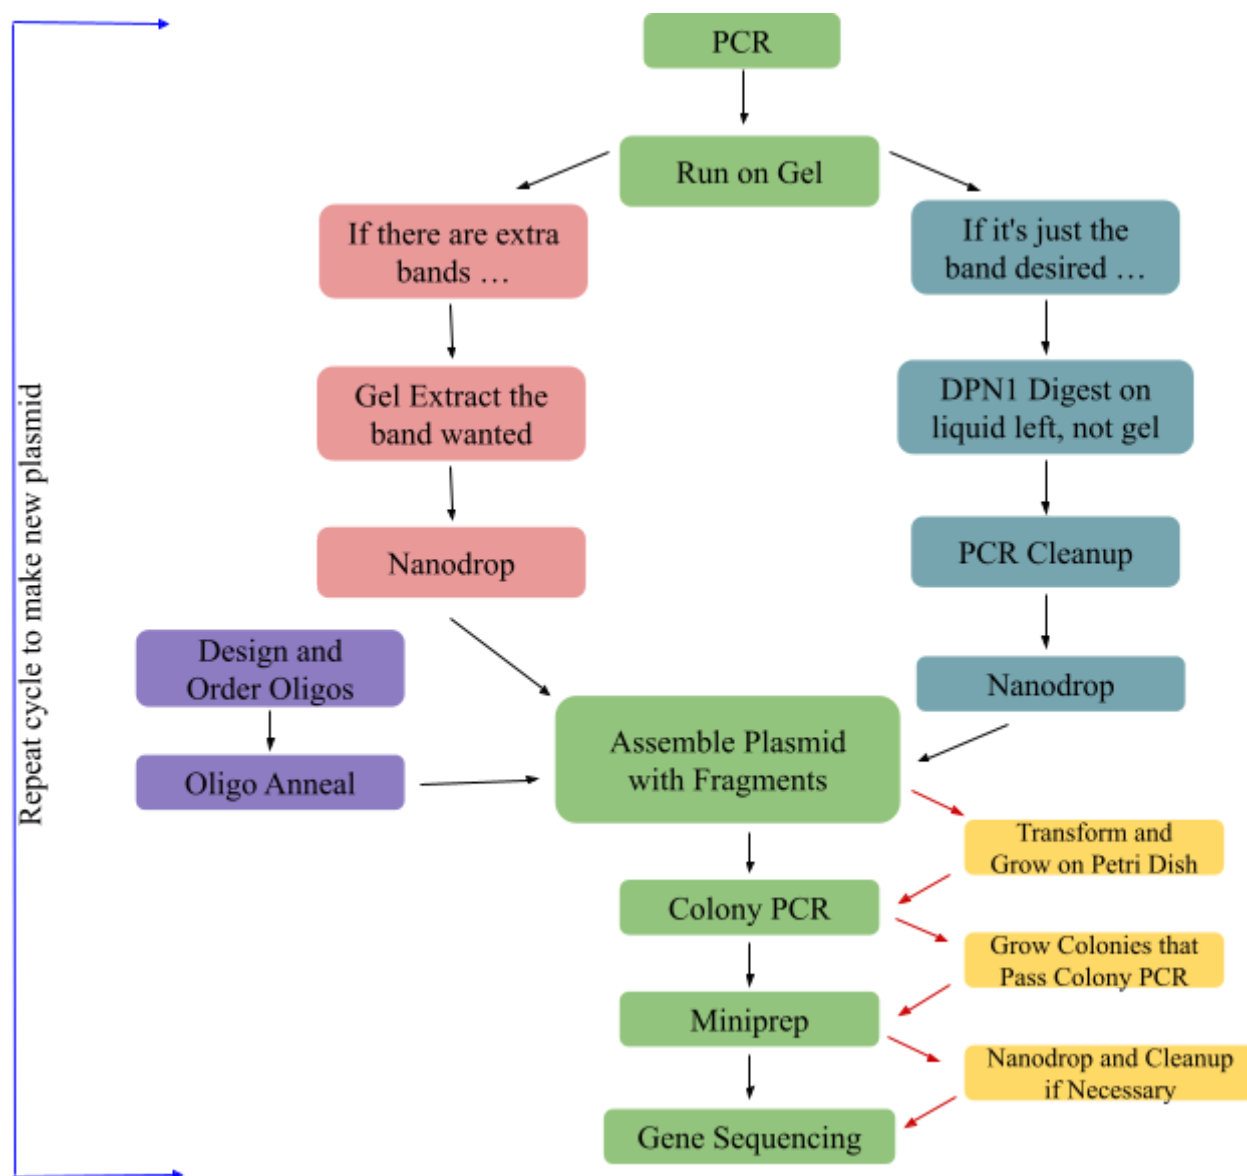 PCR
Run on Gel
If there are extra
bands …
If it's just the
band desired …
Gel Extract the
band wanted
DPN1 Digest on
liquid left, not gel
Nanodrop
PCR Cleanup
Design and
Order Oligos
Nanodrop
Oligo Anneal
Assemble Plasmid
with Fragments
Transform and
Grow on Petri Dish
Colony PCR
Grow Colonies that
Pass Colony PCR
Miniprep
Nanodrop and Cleanup
if Necessary
Gene Sequencing
Repeat cycle to make new plasmid